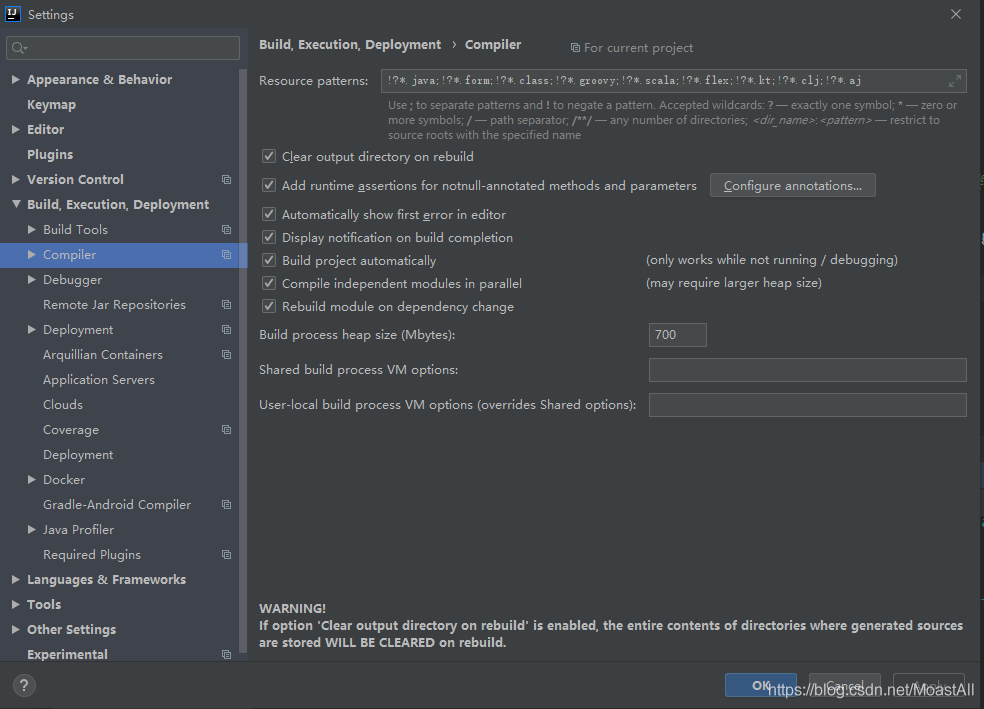 Settings
Appearance & Behavior
Keymap
Editor
Plugins
Version Control
Build, Execution, Deployment
Build Tools
Compiler
Debugger
Remote Jar Repositories
Deployment
Arquillian Containers
Application Servers
Clouds
Coverage
Deployment
Docker
Gradle-Android Compiler
Java Profiler
Required Plugins
Languages & Frameworks
Tools
Other Settings
Experimental
Build, Execution, Deployment › Compiler
For current project
Resource patterns: !?*.java;!?*.form;!?*.class;!?*.groovy;!?*.scala;!?*.flex;!?*.kt;!?*.clj;!?*.aj
Use ; to separate patterns and ! to negate a pattern. Accepted wildcards: ? — exactly one symbol; * — zero or
more symbols; / — path separator; /**/ — any number of directories; <dir_name>:<pattern> — restrict to
source roots with the specified name
Clear output directory on rebuild
Add runtime assertions for notnull-annotated methods and parameters Configure annotations...
Automatically show first error in editor
Display notification on build completion
Build project automatically (only works while not running / debugging)
Compile independent modules in parallel (may require larger heap size)
Rebuild module on dependency change
Build process heap size (Mbytes): 700
Shared build process VM options:
User-local build process VM options (overrides Shared options):
WARNING!
If option 'Clear output directory on rebuild' is enabled, the entire contents of directories where generated sources
are stored WILL BE CLEARED on rebuild.
? OK Cancel Apply
https://blog.csdn.net/MoastAll